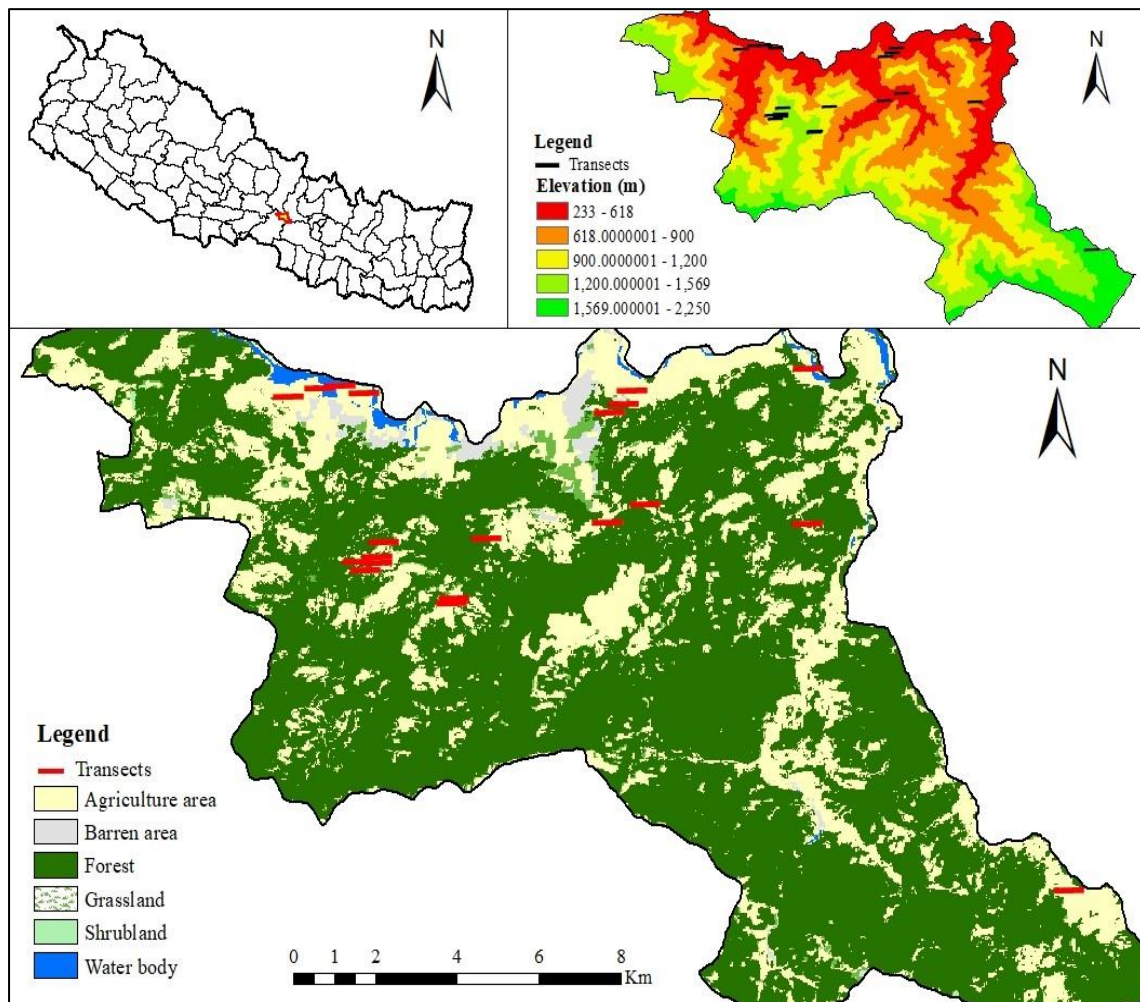 N
N
Legend
Transects
Elevation (m)
233 - 618
618.0000001 - 900
900.0000001 - 1,200
1,200.000001 - 1,569
1,569.000001 - 2,250
N
Legend
Transects
Agriculture area
Barren area
Forest
Grassland
Shrubland
Water body
0 1 2 4 6 8
Km